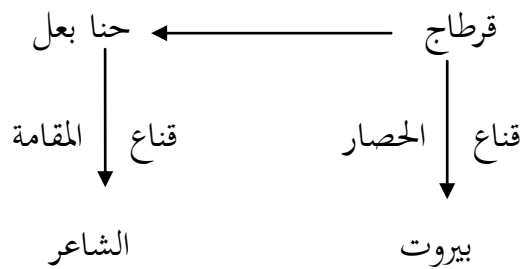 قرطاج حنا بعل
قناع الحصار قناع المقامة
بيروت الشاعر